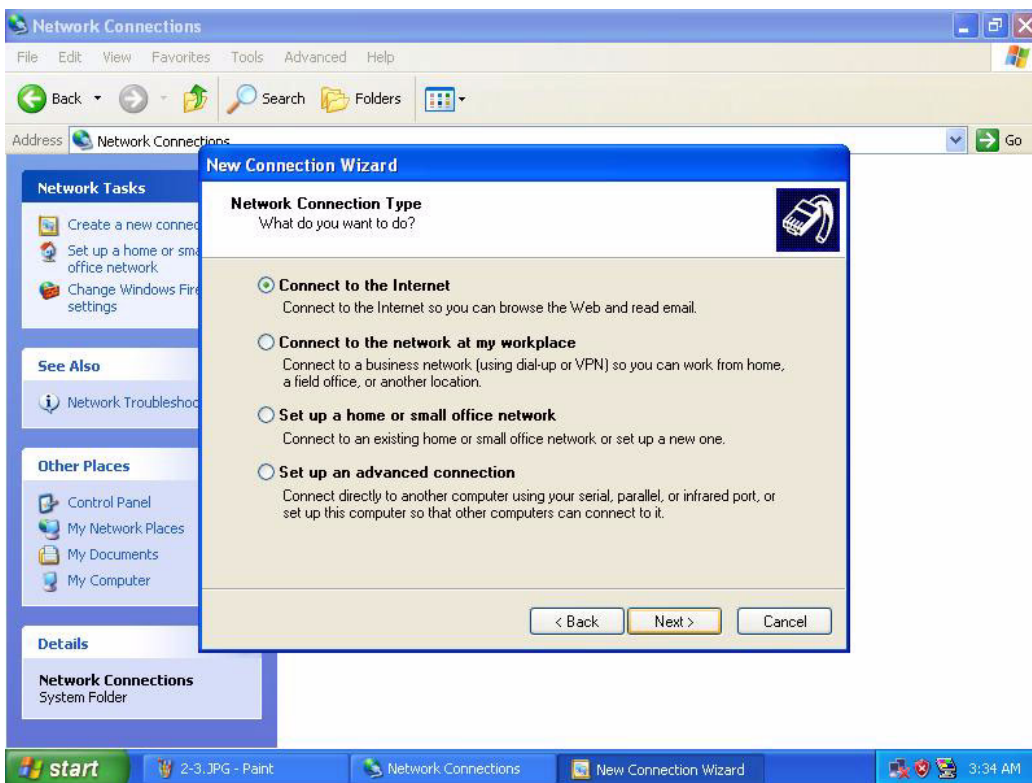 Network Connections
File Edit View Favorites Tools Advanced Help
Back Search Folders
Address Network Connections Go
New Connection Wizard
Network Connection Type
What do you want to do?
Connect to the Internet
Connect to the Internet so you can browse the Web and read email.
Connect to the network at my workplace
Connect to a business network (using dial-up or VPN) so you can work from home,
a field office, or another location.
Set up a home or small office network
Connect to an existing home or small office network or set up a new one.
Set up an advanced connection
Connect directly to another computer using your serial, parallel, or infrared port, or
set up this computer so that other computers can connect to it.
< Back Next > Cancel
Network Tasks
Create a new connec
Set up a home or sma
office network
Change Windows Fire
settings
See Also
Network Troubleshoo
Other Places
Control Panel
My Network Places
My Documents
My Computer
Details
Network Connections
System Folder
start 2-3.JPG - Paint Network Connections New Connection Wizard 3:34 AM